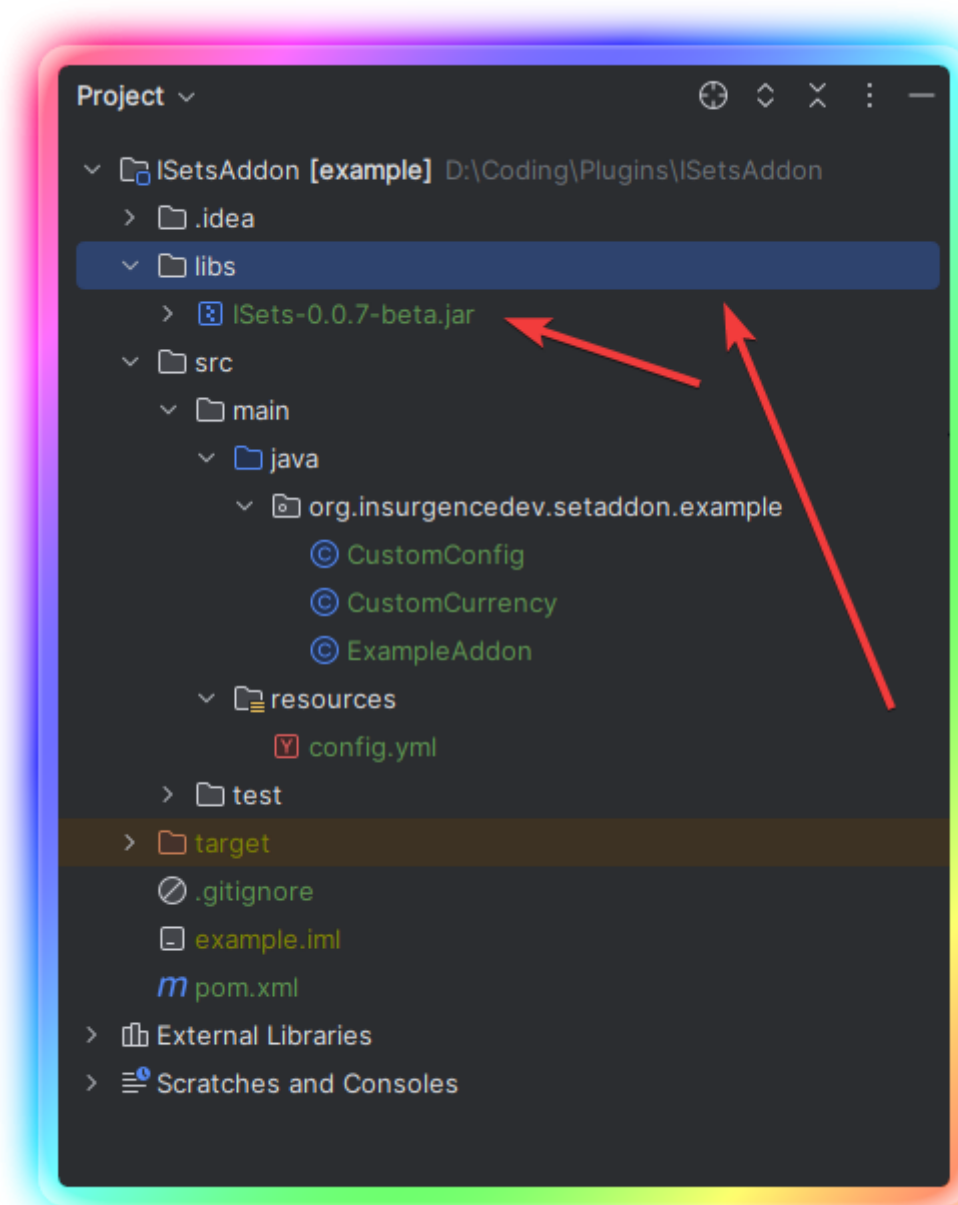 Project
ISetsAddon [example] D:\Coding\Plugins\ISetsAddon
.idea
libs
ISets-0.0.7-beta.jar
src
main
java
org.insurgencedev.setaddon.example
C CustomConfig
C CustomCurrency
C ExampleAddon
resources
Y config.yml
test
target
.gitignore
example.iml
m pom.xml
External Libraries
Scratches and Consoles